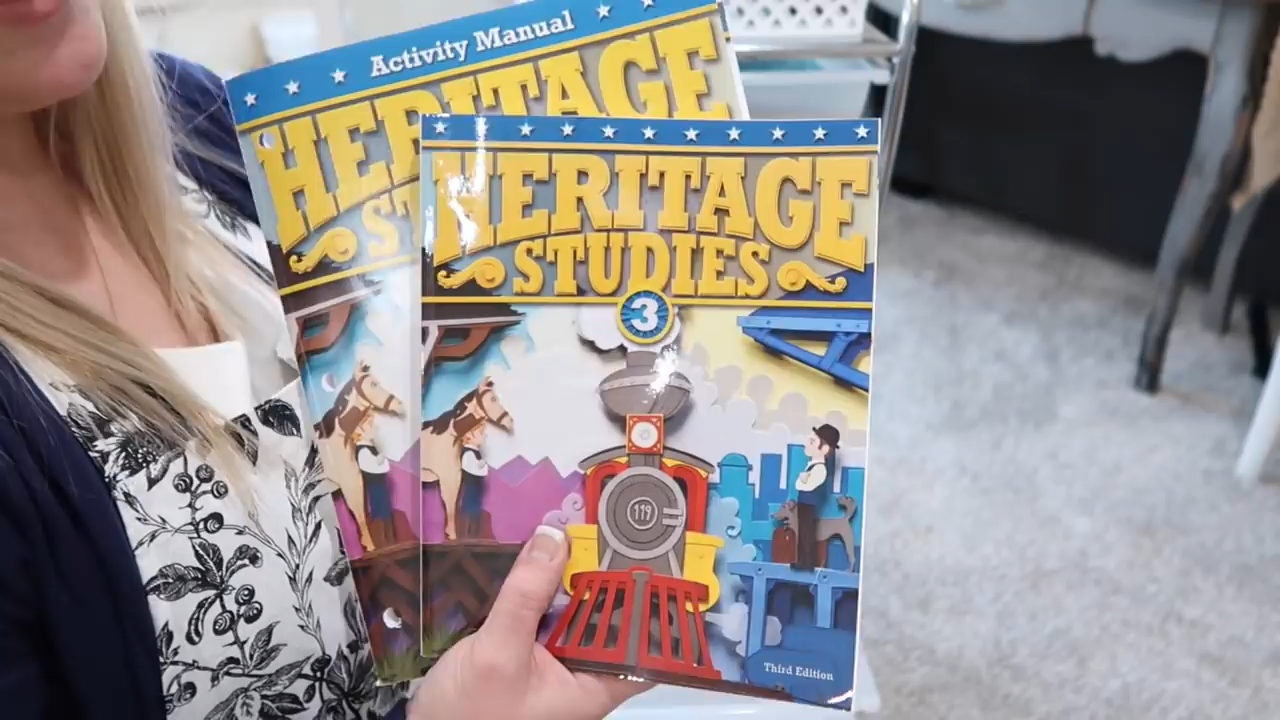 Activity Manual
HERITAGE
ST
HERITAGE
STUDIES
3
119
Third Edition